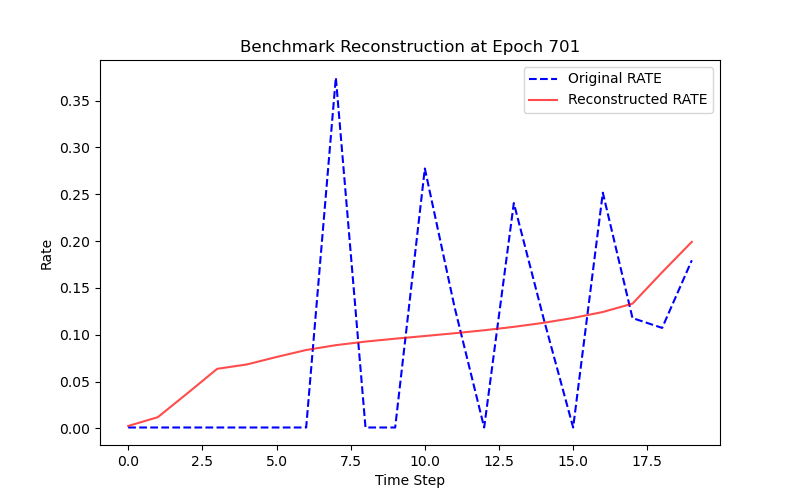 Benchmark Reconstruction at Epoch 701
Original RATE
Reconstructed RATE
0.35
0.30
0.25
0.20
0.15
0.10
0.05
0.00
Rate
0.0 2.5 5.0 7.5 10.0 12.5 15.0 17.5
Time Step